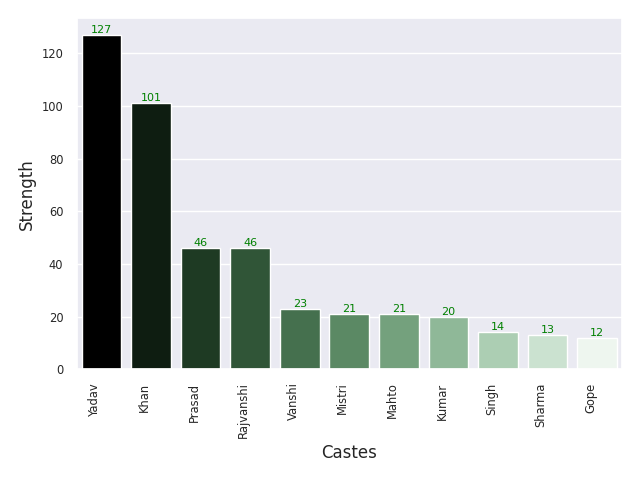 127
101
46
46
23
21
21
20
14
13
12
120
100
80
60
40
20
0
Strength
Yadav
Khan
Prasad
Rajvanshi
Vanshi
Mistri
Mahto
Kumar
Singh
Sharma
Gope
Castes